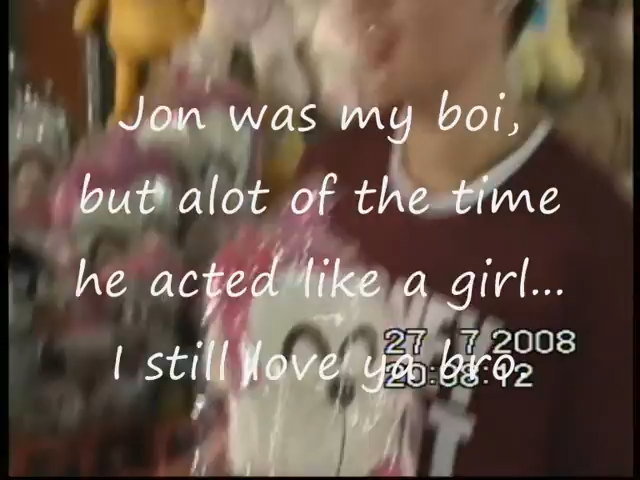 Jon was my boi,
but alot of the time
he acted like a girl...
I still love ya bro.
27 7 2008
20:38:12